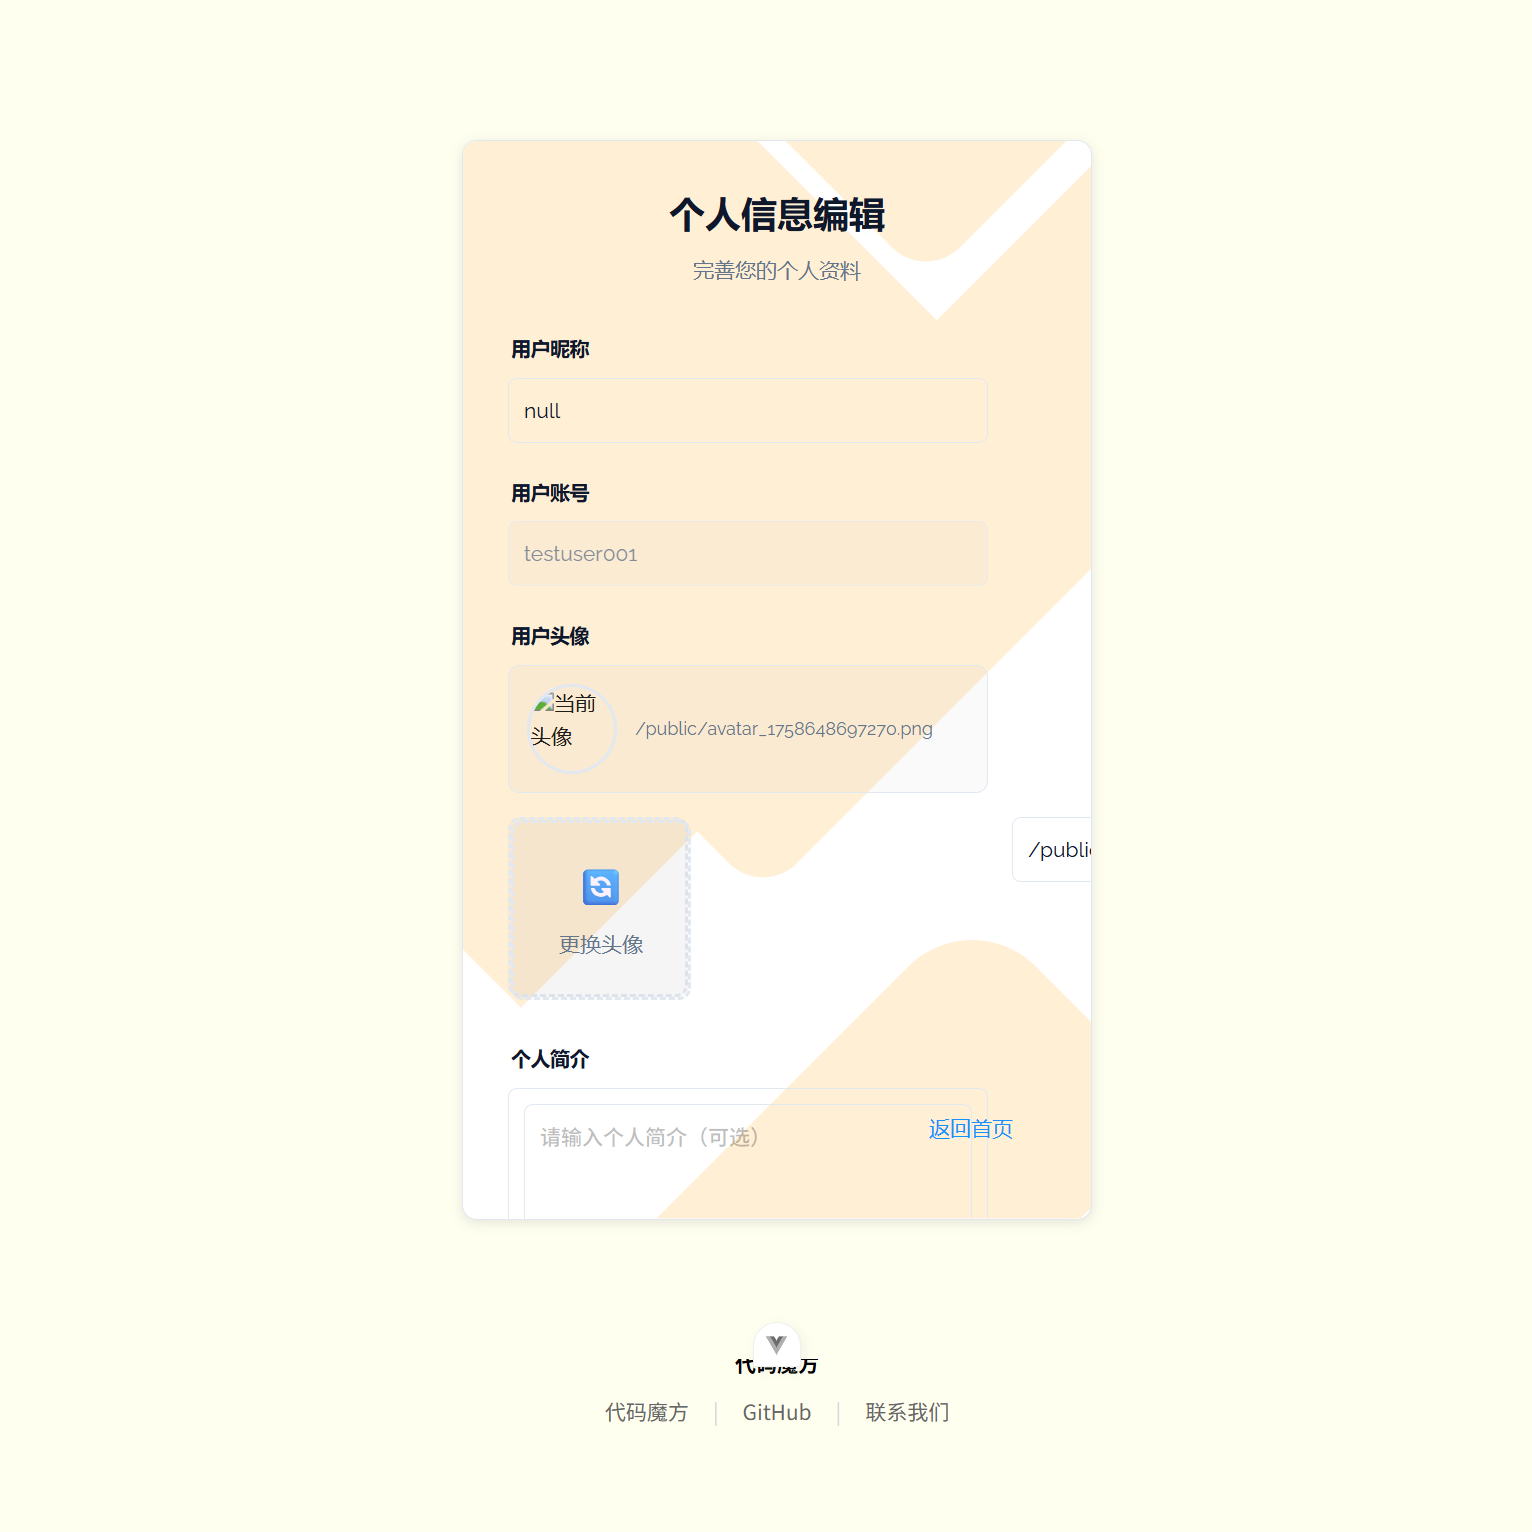 个人信息编辑
完善您的个人资料
用户昵称
null
用户账号
testuser001
用户头像
当前
头像
/public/avatar_1758648697270.png
/public
更换头像
个人简介
请输入个人简介（可选）
返回首页
代码魔方
代码魔方 | GitHub | 联系我们